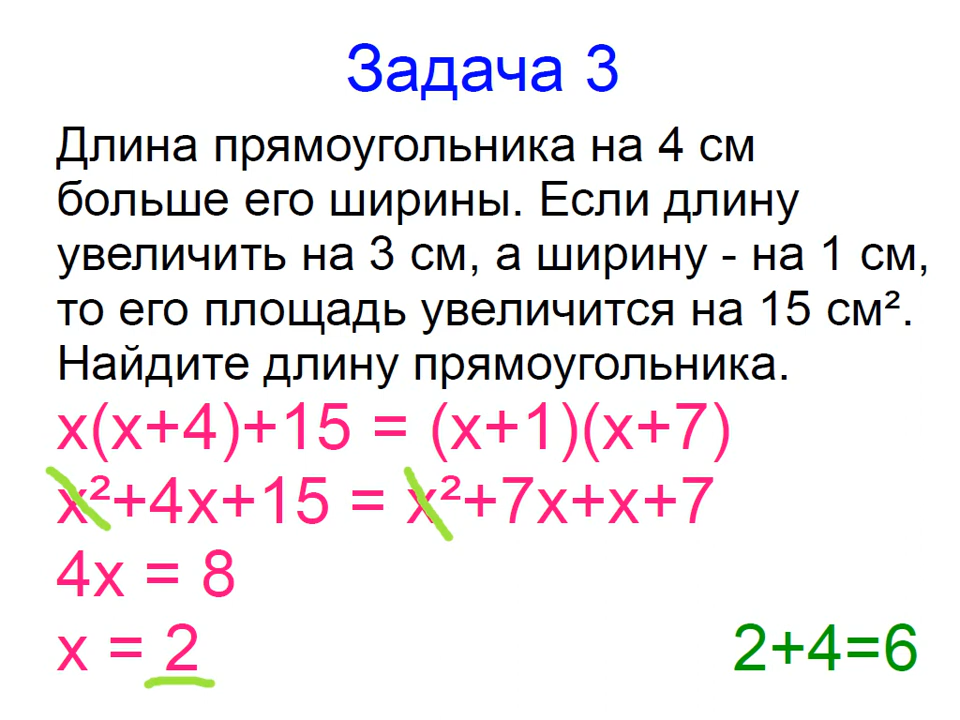 Задача 3
Длина прямоугольника на 4 см
больше его ширины. Если длину
увеличить на 3 см, а ширину - на 1 см,
то его площадь увеличится на 15 см².
Найдите длину прямоугольника.
x(x+4)+15 = (x+1)(x+7)
x²+4x+15 = x²+7x+x+7
4x = 8
x = 2
2+4=6